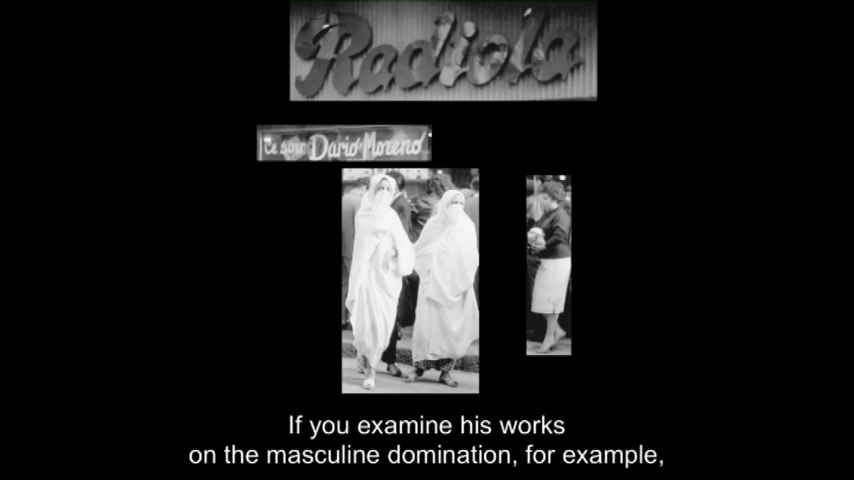 Radiola
Ce soir Dario Moreno
If you examine his works
on the masculine domination, for example,